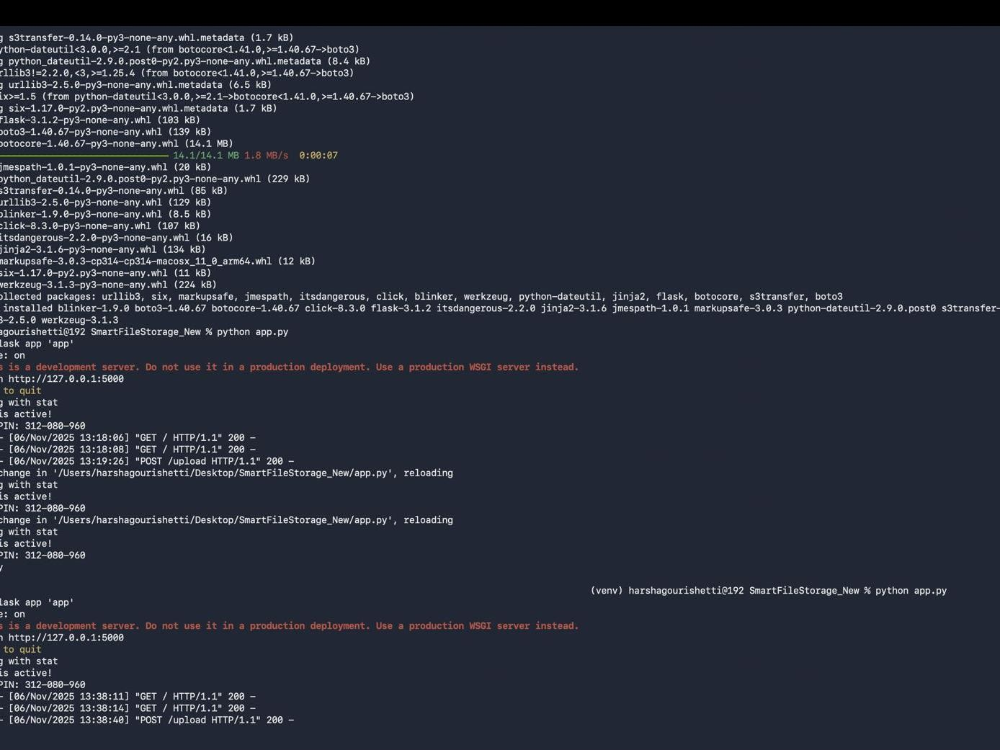 g s3transfer-0.14.0-py3-none-any.whl.metadata (1.7 kB)
ython-dateutil<3.0.0,>=2.1 (from botocore<1.41.0,>=1.40.67->boto3)
g python_dateutil-2.9.0.post0-py2.py3-none-any.whl.metadata (8.4 kB)
rllib3!=2.2.0,<3,>=1.25.4 (from botocore<1.41.0,>=1.40.67->boto3)
g urllib3-2.5.0-py3-none-any.whl.metadata (6.5 kB)
ix>=1.5 (from python-dateutil<3.0.0,>=2.1->botocore<1.41.0,>=1.40.67->boto3)
g six-1.17.0-py2.py3-none-any.whl.metadata (1.7 kB)
flask-3.1.2-py3-none-any.whl (103 kB)
boto3-1.40.67-py3-none-any.whl (139 kB)
botocore-1.40.67-py3-none-any.whl (14.1 MB)
14.1/14.1 MB 1.8 MB/s  0:00:07
jmespath-1.0.1-py3-none-any.whl (20 kB)
python_dateutil-2.9.0.post0-py2.py3-none-any.whl (229 kB)
s3transfer-0.14.0-py3-none-any.whl (85 kB)
urllib3-2.5.0-py3-none-any.whl (129 kB)
blinker-1.9.0-py3-none-any.whl (8.5 kB)
click-8.3.0-py3-none-any.whl (107 kB)
itsdangerous-2.2.0-py3-none-any.whl (16 kB)
jinja2-3.1.6-py3-none-any.whl (134 kB)
markupsafe-3.0.3-cp314-cp314-macosx_11_0_arm64.whl (12 kB)
six-1.17.0-py2.py3-none-any.whl (11 kB)
werkzeug-3.1.3-py3-none-any.whl (224 kB)
ollected packages: urllib3, six, markupsafe, jmespath, itsdangerous, click, blinker, werkzeug, python-dateutil, jinja2, flask, botocore, s3transfer, boto3
installed blinker-1.9.0 boto3-1.40.67 botocore-1.40.67 click-8.3.0 flask-3.1.2 itsdangerous-2.2.0 jinja2-3.1.6 jmespath-1.0.1 markupsafe-3.0.3 python-dateutil-2.9.0.post0 s3transfer-
3-2.5.0 werkzeug-3.1.3
agourishetti@192 SmartFileStorage_New % python app.py
lask app 'app'
e: on
s is a development server. Do not use it in a production deployment. Use a production WSGI server instead.
n http://127.0.0.1:5000
to quit
g with stat
is active!
PIN: 312-080-960
- [06/Nov/2025 13:18:06] "GET / HTTP/1.1" 200 -
- [06/Nov/2025 13:18:08] "GET / HTTP/1.1" 200 -
- [06/Nov/2025 13:19:26] "POST /upload HTTP/1.1" 200 -
change in '/Users/harshagourishetti/Desktop/SmartFileStorage_New/app.py', reloading
g with stat
is active!
PIN: 312-080-960
change in '/Users/harshagourishetti/Desktop/SmartFileStorage_New/app.py', reloading
g with stat
is active!
PIN: 312-080-960
y
(venv) harshagourishetti@192 SmartFileStorage_New % python app.py
lask app 'app'
e: on
s is a development server. Do not use it in a production deployment. Use a production WSGI server instead.
n http://127.0.0.1:5000
to quit
g with stat
is active!
PIN: 312-080-960
- [06/Nov/2025 13:38:11] "GET / HTTP/1.1" 200 -
- [06/Nov/2025 13:38:14] "GET / HTTP/1.1" 200 -
- [06/Nov/2025 13:38:40] "POST /upload HTTP/1.1" 200 -